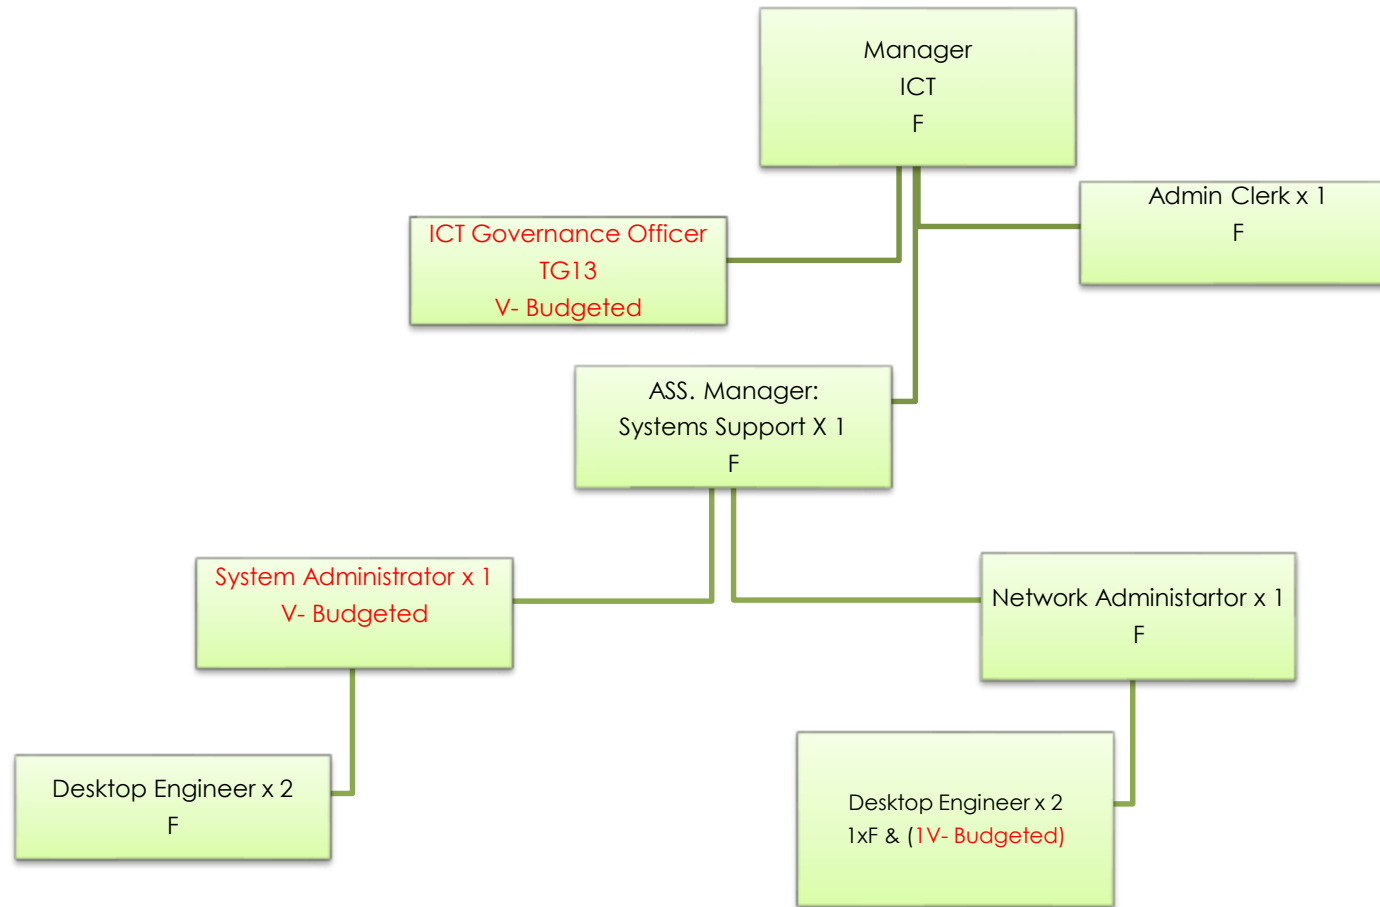 Manager
ICT
F
Admin Clerk x 1
F
ICT Governance Officer
TG13
V- Budgeted
ASS. Manager:
Systems Support X 1
F
System Administrator x 1
V- Budgeted
Network Administartor x 1
F
Desktop Engineer x 2
F
Desktop Engineer x 2
1xF & (1V- Budgeted)